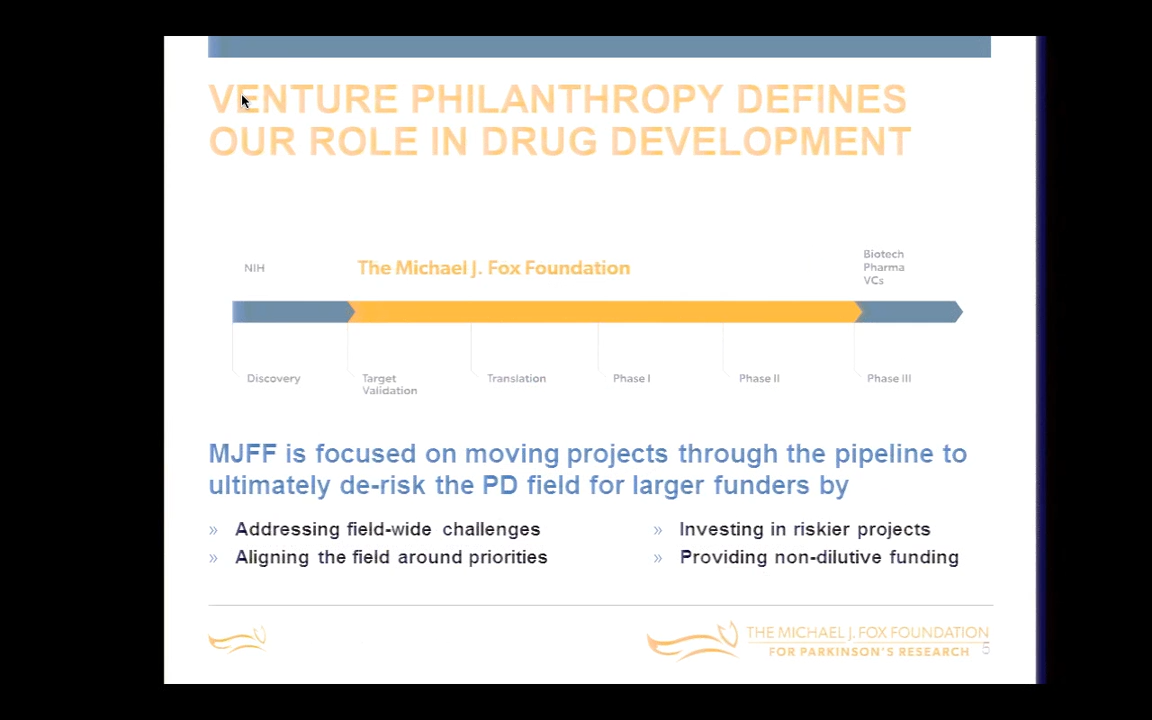 VENTURE PHILANTHROPY DEFINES
OUR ROLE IN DRUG DEVELOPMENT
NIH
The Michael J. Fox Foundation
Biotech
Pharma
VCs
Discovery
Target
Validation
Translation
Phase I
Phase II
Phase III
MJFF is focused on moving projects through the pipeline to
ultimately de-risk the PD field for larger funders by
» Addressing field-wide challenges
» Aligning the field around priorities
» Investing in riskier projects
» Providing non-dilutive funding
THE MICHAEL J. FOX FOUNDATION
FOR PARKINSON'S RESEARCH
5